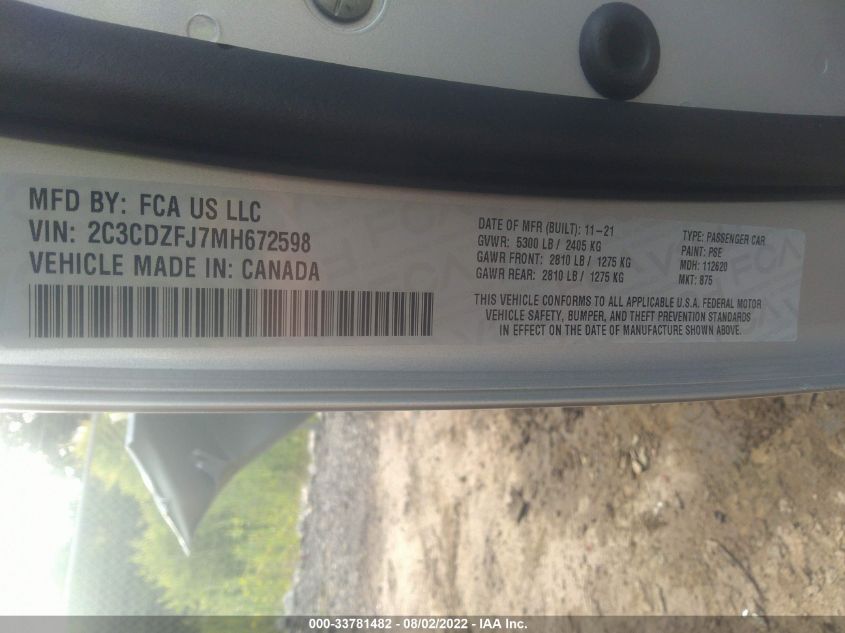 MFD BY: FCA US LLC
VIN: 2C3CDZFJ7MH672598
VEHICLE MADE IN: CANADA
DATE OF MFR (BUILT): 11-21
GVWR: 5300 LB / 2405 KG
GAWR FRONT: 2810 LB / 1275 KG
GAWR REAR: 2810 LB / 1275 KG
TYPE: PASSENGER CAR
PAINT: PSE
MDH: 112620
MKT: 875
THIS VEHICLE CONFORMS TO ALL APPLICABLE U.S.A. FEDERAL MOTOR
VEHICLE SAFETY, BUMPER, AND THEFT PREVENTION STANDARDS
IN EFFECT ON THE DATE OF MANUFACTURE SHOWN ABOVE.
000-33781482 - 08/02/2022 - IAA Inc.